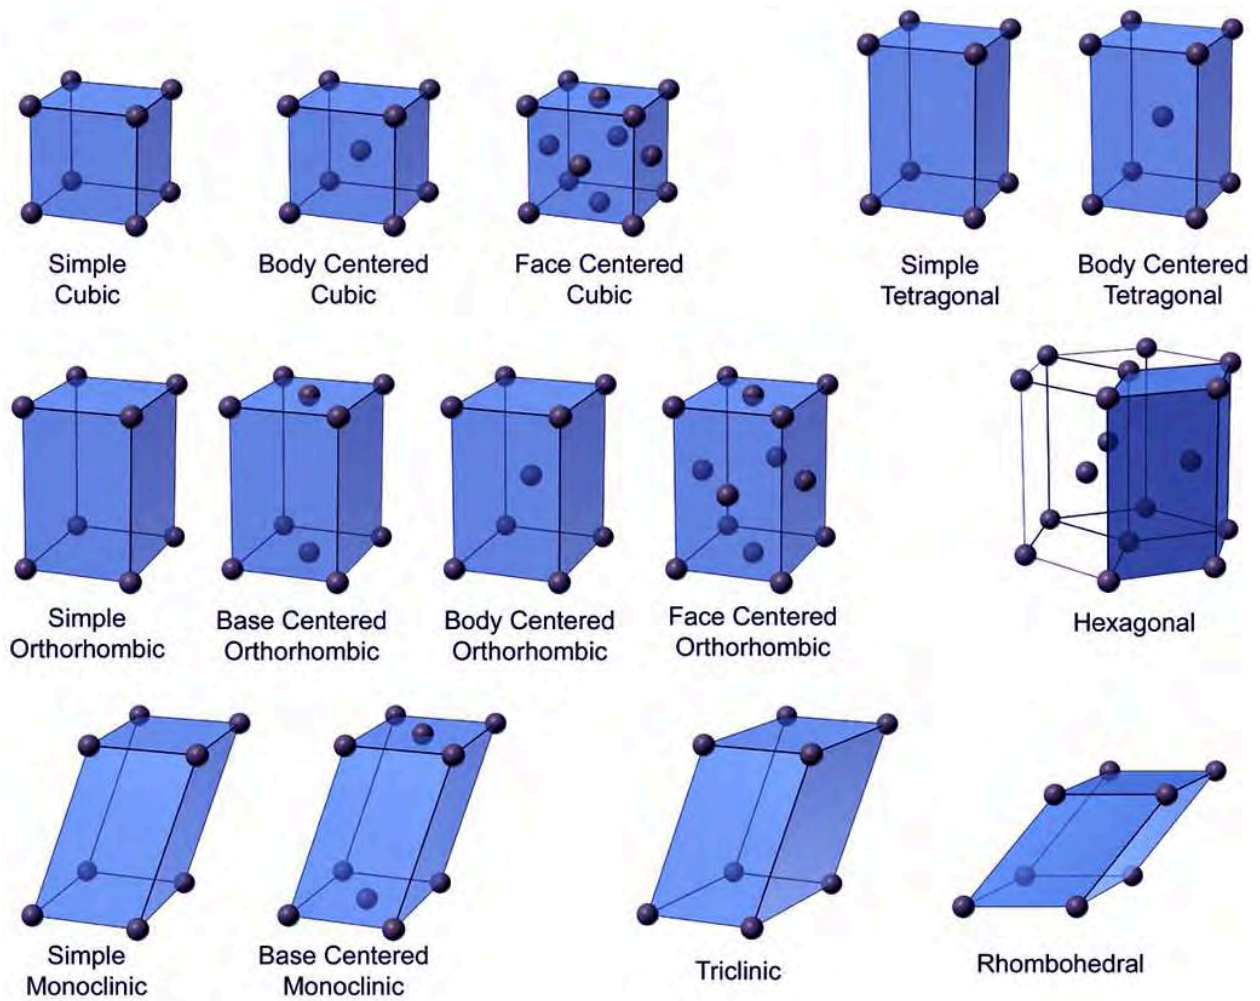 Simple
Cubic
Body Centered
Cubic
Face Centered
Cubic
Simple
Tetragonal
Body Centered
Tetragonal
Simple
Orthorhombic
Base Centered
Orthorhombic
Body Centered
Orthorhombic
Face Centered
Orthorhombic
Hexagonal
Simple
Monoclinic
Base Centered
Monoclinic
Triclinic
Rhombohedral